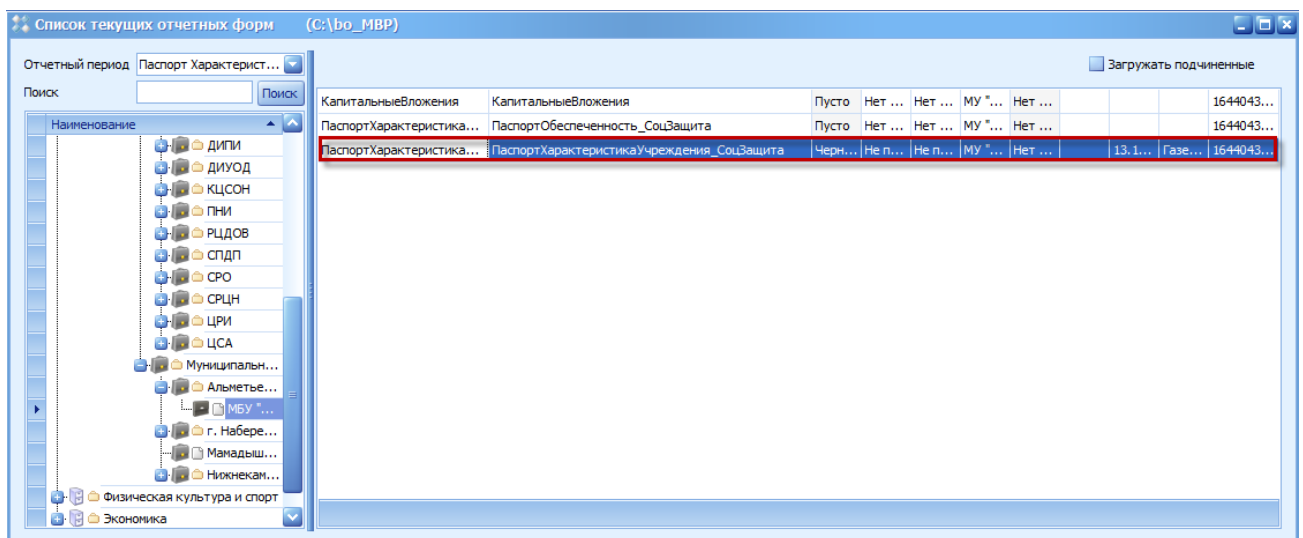 Список текущих отчетных форм (C:\bo_MBP)
Отчетный период Паспорт Характерист...
Загружать подчиненные
Поиск Поиск
Наименование
ДИПИ
ДИУОД
КЦСОН
ПНИ
РЦДОВ
СПДП
СРО
СРЦН
ЦРИ
ЦСА
Муниципальн...
Альметье...
МБУ "...
г. Набере...
Мамадыш...
Нижнекам...
Физическая культура и спорт
Экономика
КапитальныеВложения КапитальныеВложения Пусто Нет ... Нет ... МУ "... Нет ... 1644043...
ПаспортХарактеристика... ПаспортОбеспеченность_СоцЗащита Пусто Нет ... Нет ... МУ "... Нет ... 1644043...
ПаспортХарактеристика... ПаспортХарактеристикаУчреждения_СоцЗащита Черн... Не п... Не п... МУ "... Нет ... 13.1... Газе... 1644043...